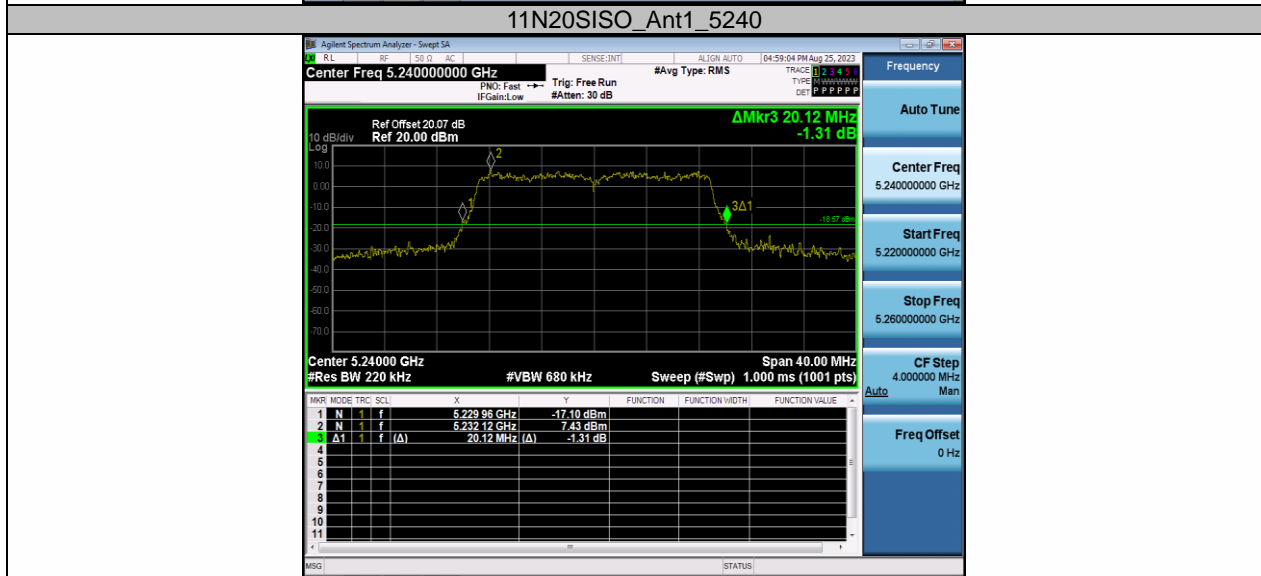 11N20SISO_Ant1_5240
Agilent Spectrum Analyzer - Swept SA
RL RF 50 Ω AC SENSE:INT ALIGN AUTO 04:59:04 PM Aug 25, 2023
Center Freq 5.240000000 GHz #Avg Type: RMS TRACE 1 2 3 4 5 6
PNO: Fast Trig: Free Run TYPE M WWWWW
IFGain:Low #Atten: 30 dB DET P P P P P P
Frequency
Auto Tune
Center Freq
5.240000000 GHz
Start Freq
5.220000000 GHz
Stop Freq
5.260000000 GHz
CF Step
4.000000 MHz
Auto Man
Freq Offset
0 Hz
ΔMkr3 20.12 MHz
-1.31 dB
Ref Offset 20.07 dB
10 dB/div Ref 20.00 dBm
Log
10.0
0.00
-10.0
-20.0
-30.0
-40.0
-50.0
-60.0
-70.0
2
1
3Δ1
-18.57 dBm
Center 5.24000 GHz Span 40.00 MHz
#Res BW 220 kHz #VBW 680 kHz Sweep (#Swp) 1.000 ms (1001 pts)
MKR MODE TRC SCL X Y FUNCTION FUNCTION WIDTH FUNCTION VALUE
1 N 1 f 5.229 96 GHz -17.10 dBm
2 N 1 f 5.232 12 GHz 7.43 dBm
3 Δ1 1 f (Δ) 20.12 MHz (Δ) -1.31 dB
4
5
6
7
8
9
10
11
MSG STATUS